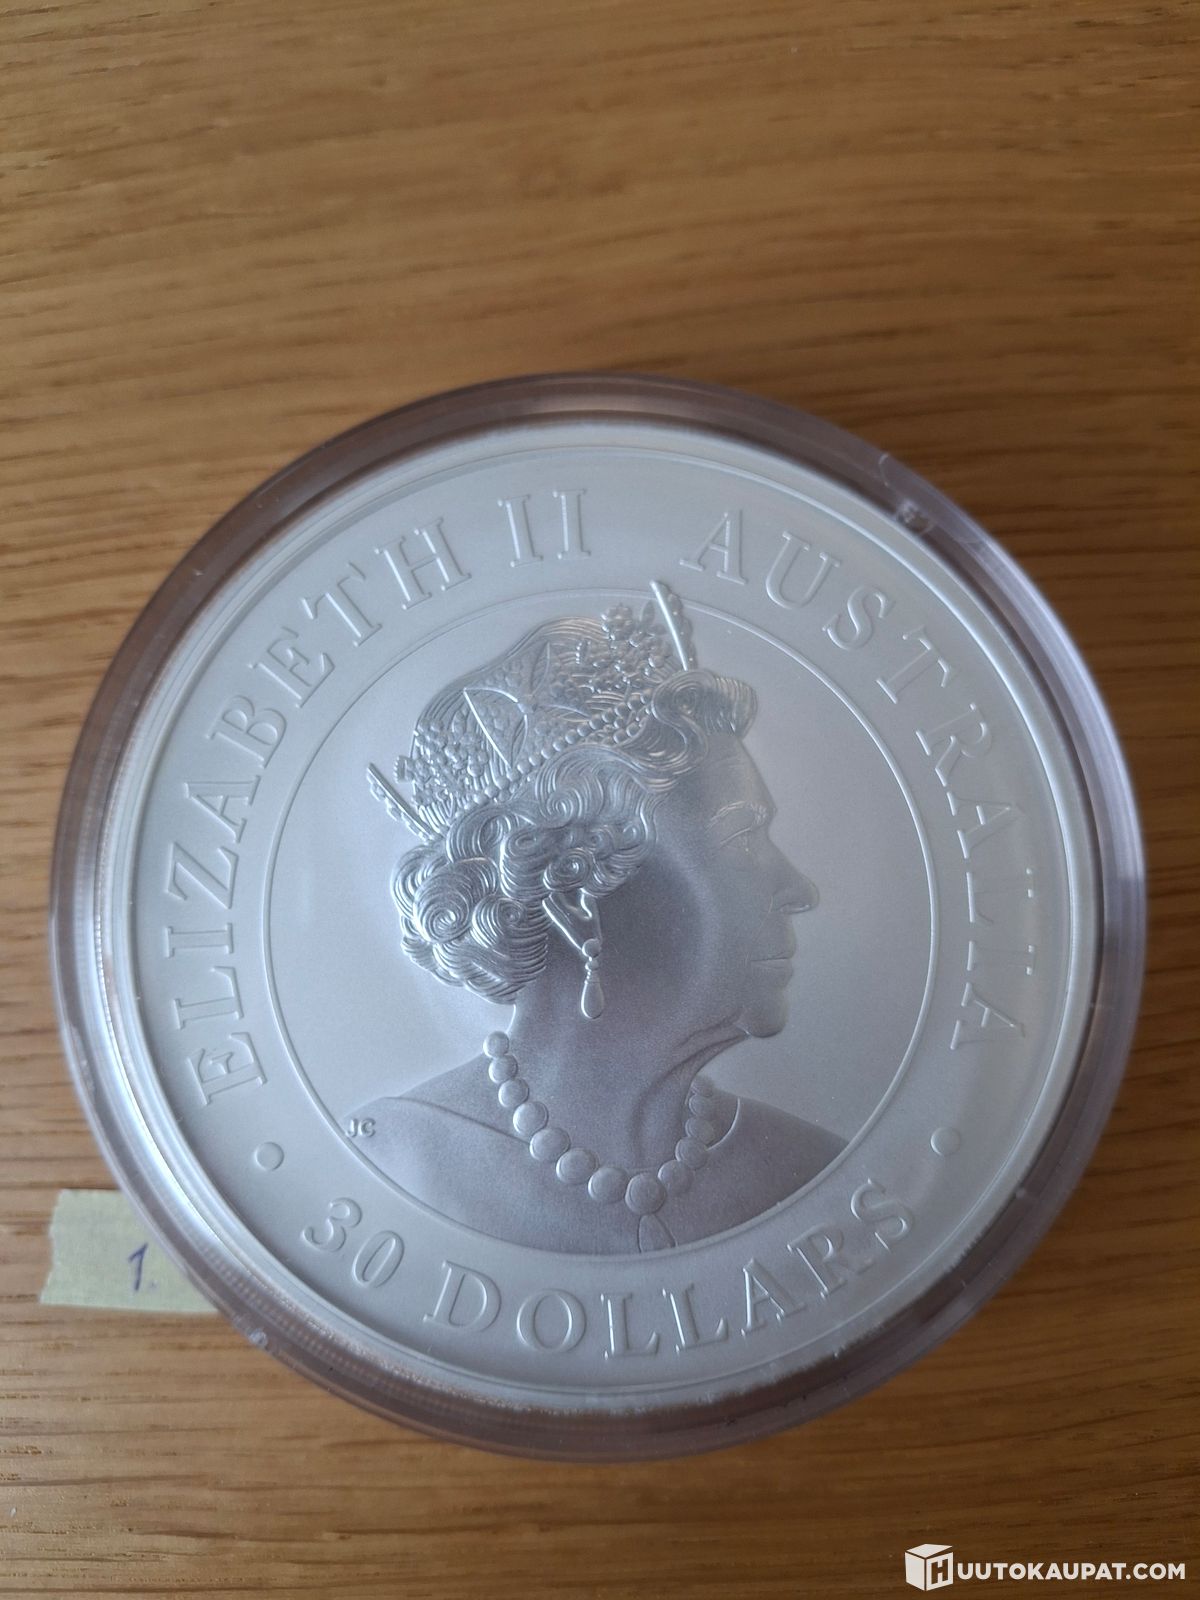 ELIZABETH II AUSTRALIA
JC
• 30 DOLLARS •
1.
HUUTOKAUPAT.COM